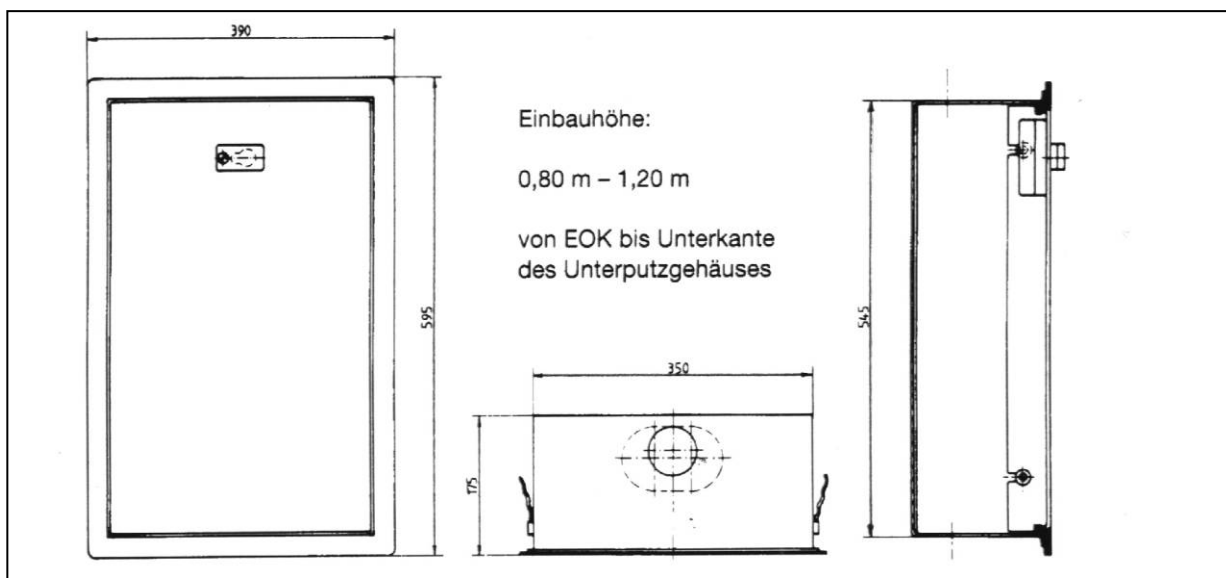 390
Einbauhöhe:
0,80 m – 1,20 m
von EOK bis Unterkante
des Unterputzgehäuses
595
545
350
175